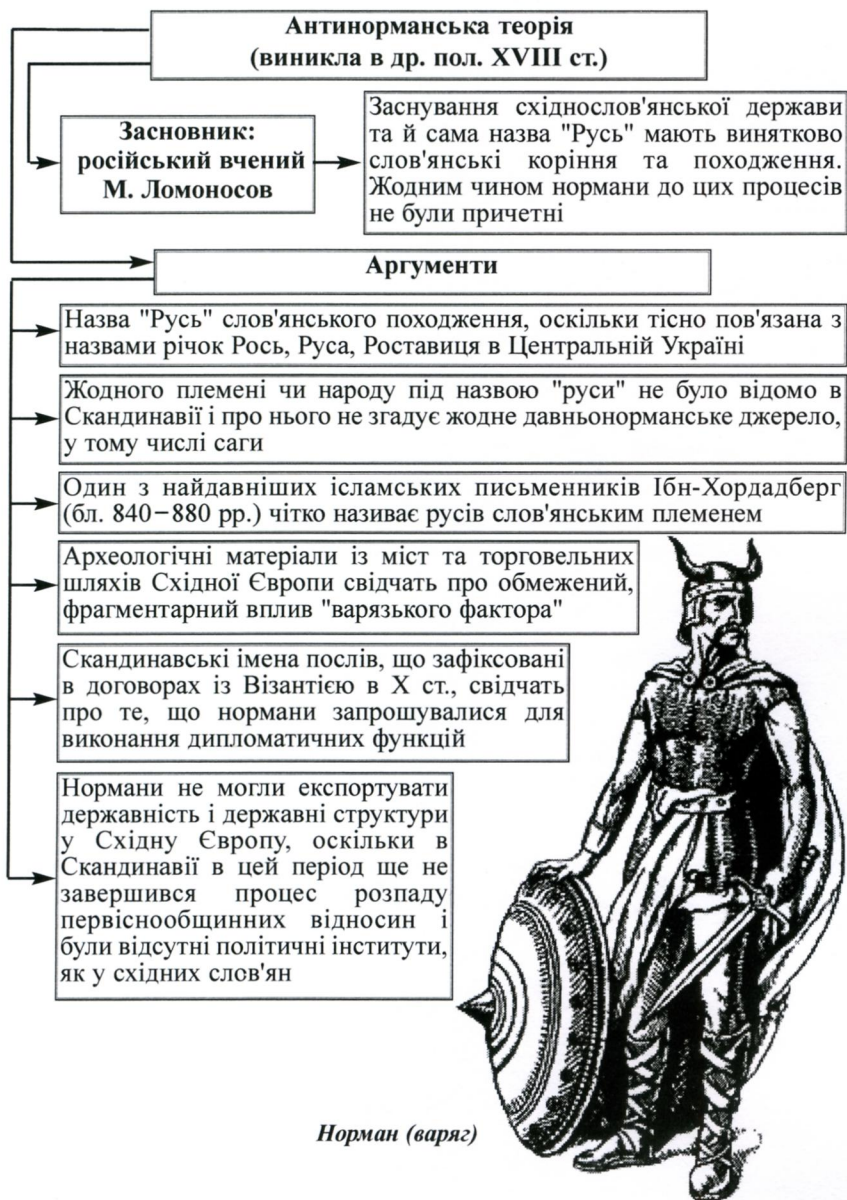 Антинорманська теорія
(виникла в др. пол. XVIII ст.)
Засновник:
російський вчений
М. Ломоносов
Заснування східнослов'янської держави
та й сама назва "Русь" мають винятково
слов'янські коріння та походження.
Жодним чином нормани до цих процесів
не були причетні
Аргументи
Назва "Русь" слов'янського походження, оскільки тісно пов'язана з
назвами річок Рось, Руса, Роставиця в Центральній Україні
Жодного племені чи народу під назвою "руси" не було відомо в
Скандинавії і про нього не згадує жодне давньонорманське джерело,
у тому числі саги
Один з найдавніших ісламських письменників Ібн-Хордадберг
(бл. 840–880 рр.) чітко називає русів слов'янським племенем
Археологічні матеріали із міст та торговельних
шляхів Східної Європи свідчать про обмежений,
фрагментарний вплив "варязького фактора"
Скандинавські імена послів, що зафіксовані
в договорах із Візантією в X ст., свідчать
про те, що нормани запрошувалися для
виконання дипломатичних функцій
Нормани не могли експортувати
державність і державні структури
у Східну Європу, оскільки в
Скандинавії в цей період ще не
завершився процес розпаду
первіснообщинних відносин і
були відсутні політичні інститути,
як у східних слов'ян
Норман (варяг)